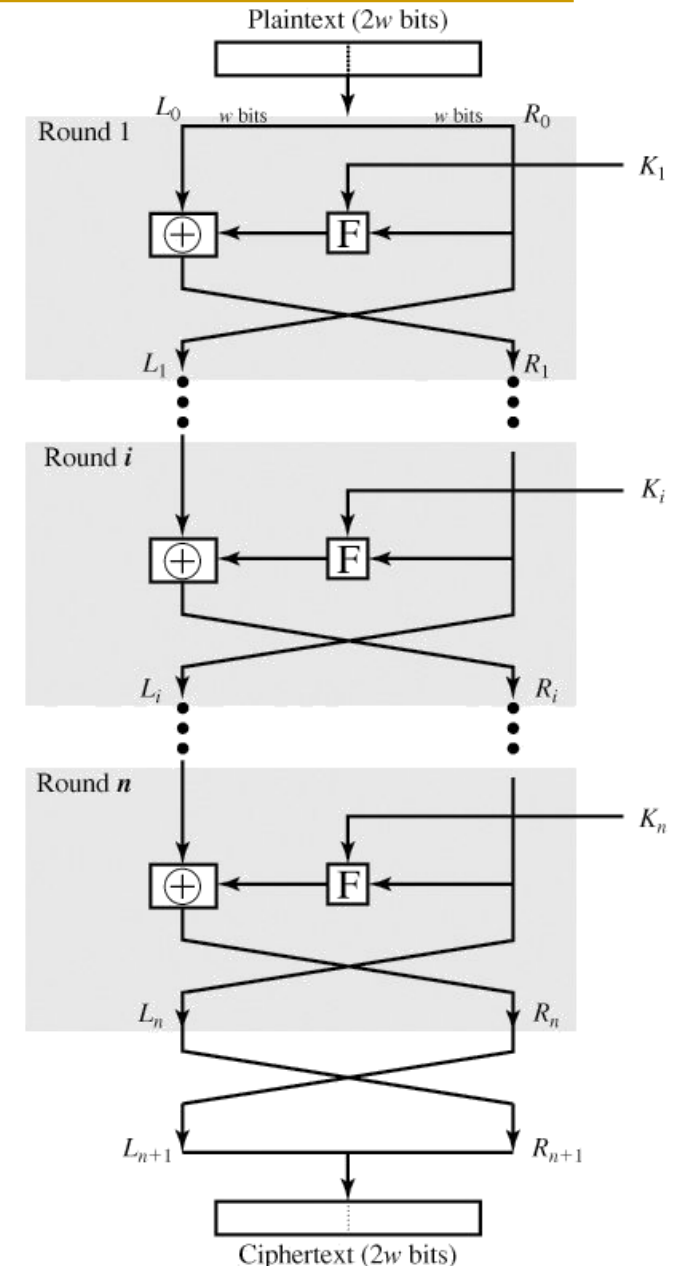 Plaintext (2w bits)
L₀ w bits w bits R₀
Round 1
K₁
⊕ F
L₁ R₁
Round i
Kᵢ
⊕ F
Lᵢ Rᵢ
Round n
Kₙ
⊕ F
Lₙ Rₙ
Lₙ₊₁ Rₙ₊₁
Ciphertext (2w bits)